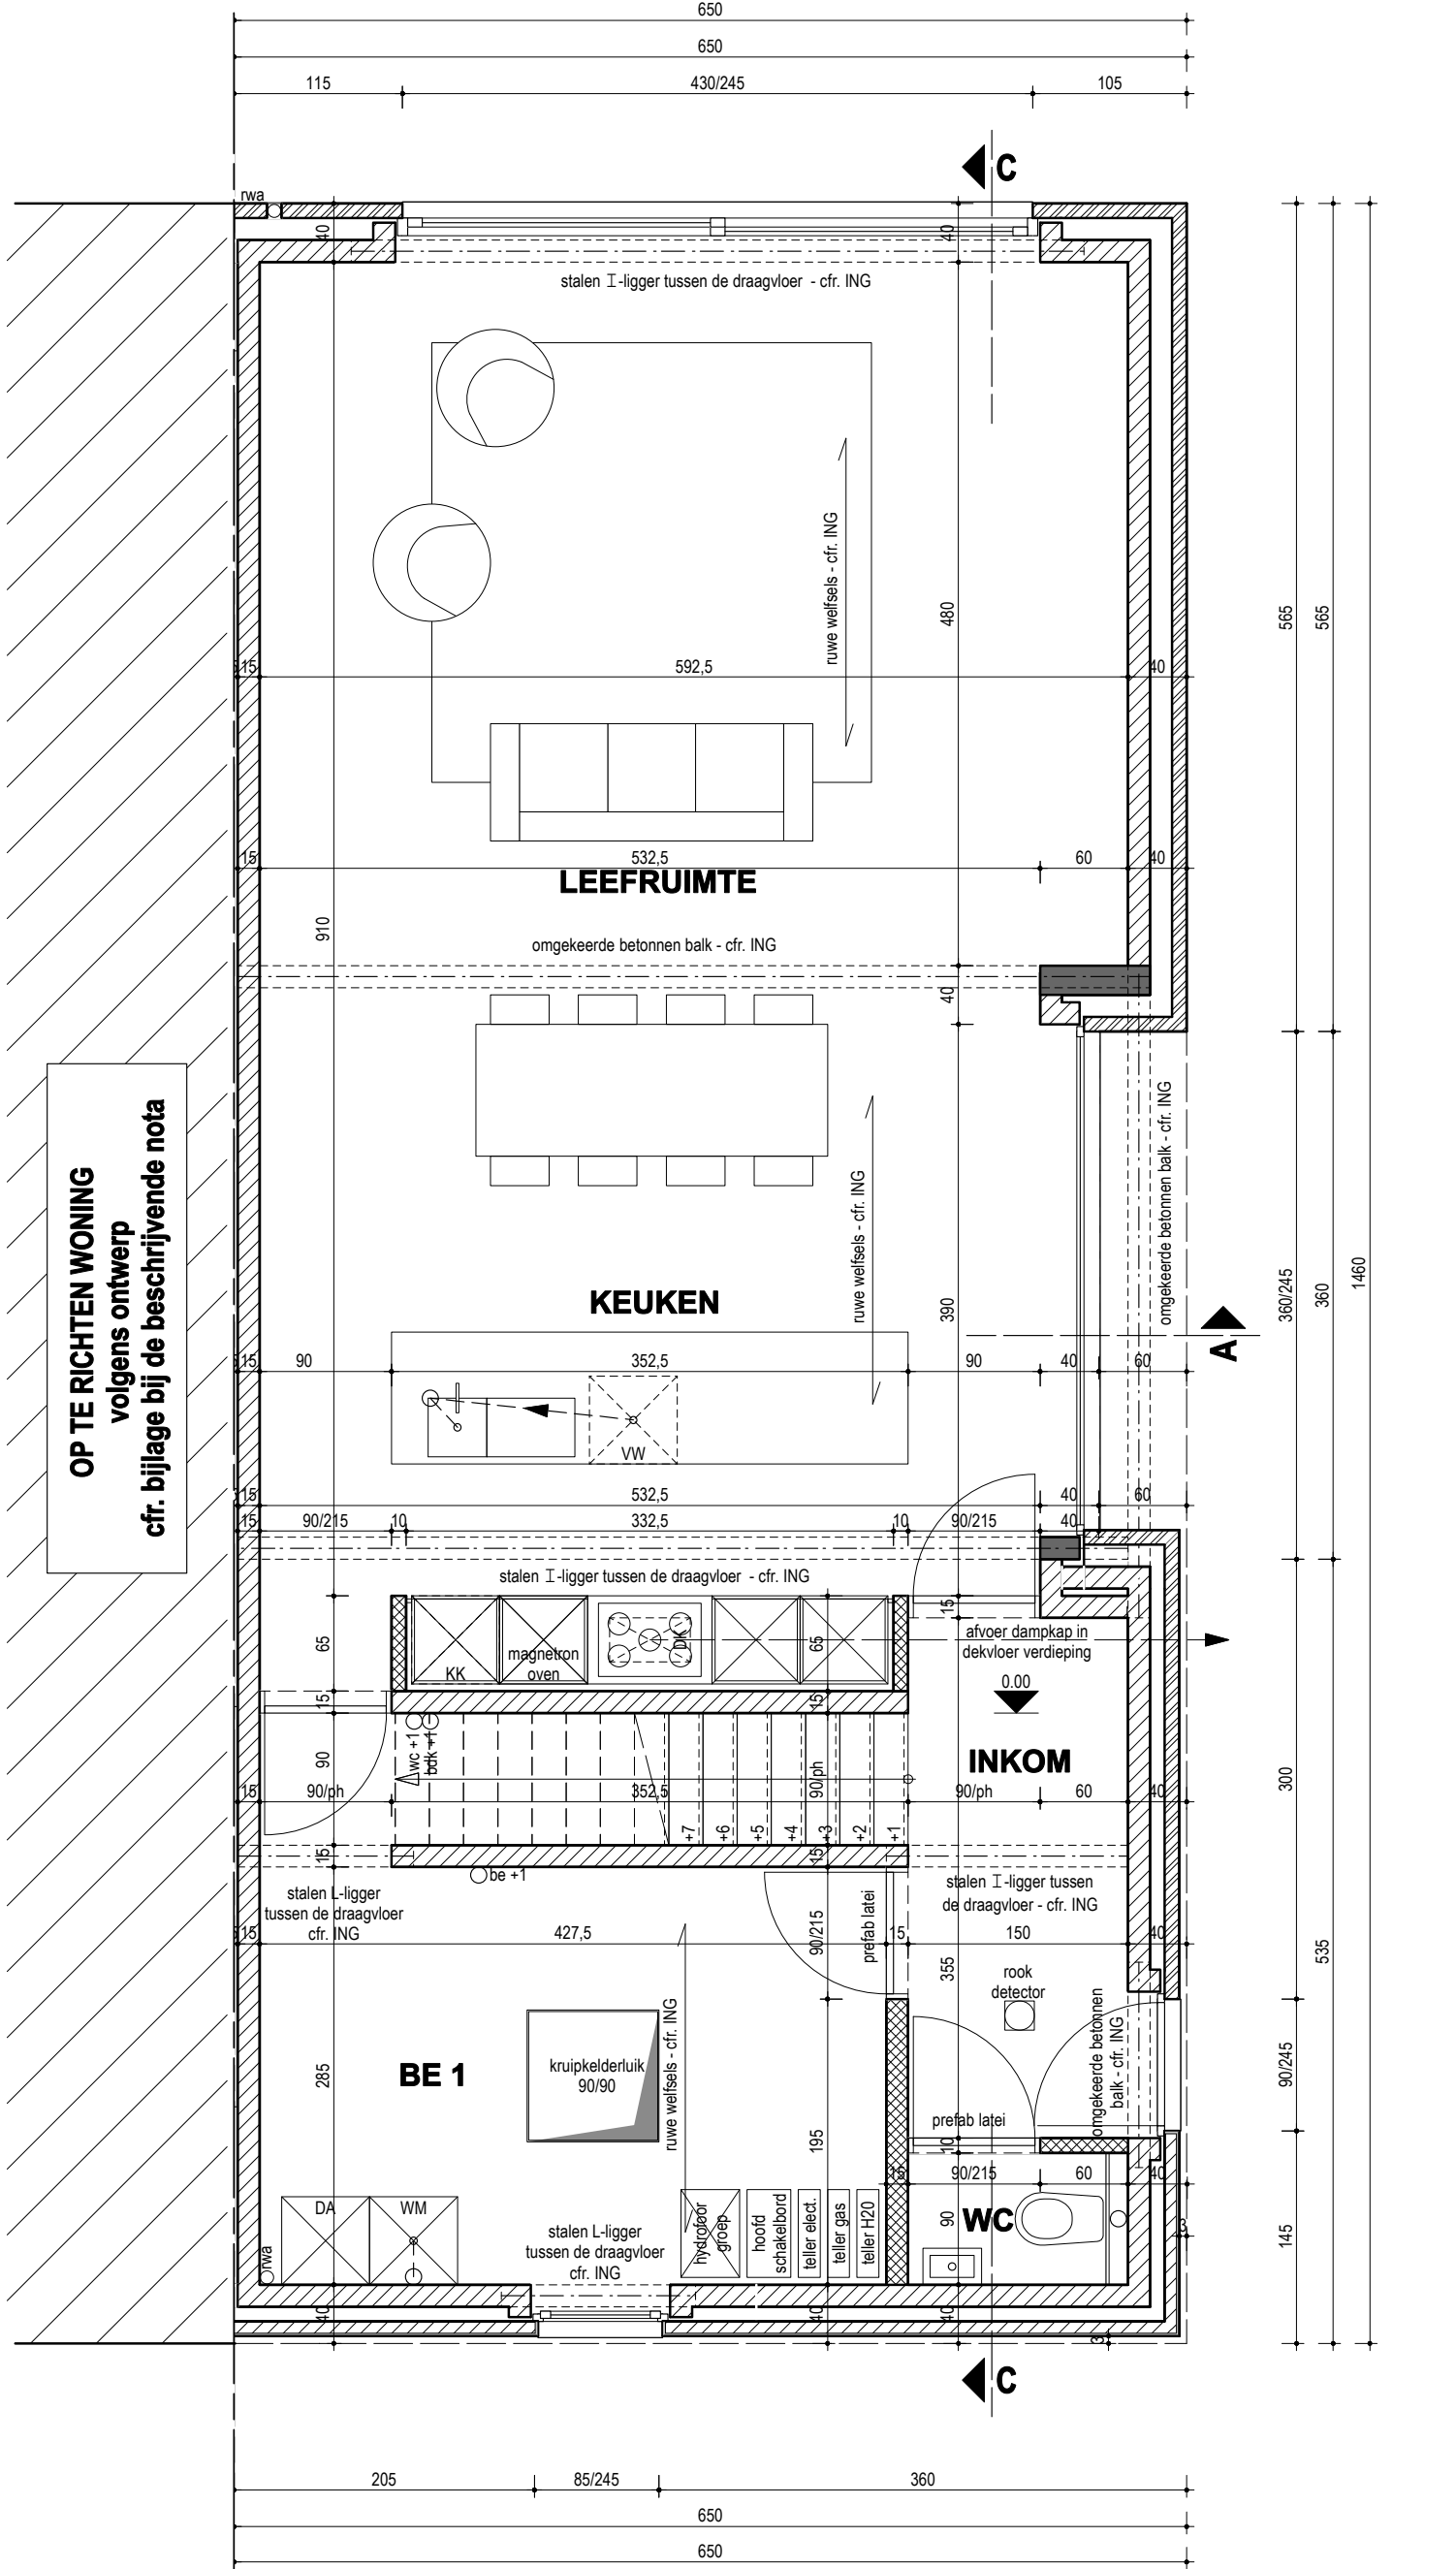 650
650
115 430/245 105
C
rwa
40 40
stalen I-ligger tussen de draagvloer - cfr. ING
ruwe welfsels - cfr. ING
480
565 565
15 592,5 40
15 532,5 60 40
LEEFRUIMTE
910
omgekeerde betonnen balk - cfr. ING
40
OP TE RICHTEN WONING
volgens ontwerp
cfr. bijlage bij de beschrijvende nota
omgekeerde betonnen balk - cfr. ING
ruwe welfsels - cfr. ING
KEUKEN
390
360/245 360 1460
A
15 90 352,5 90 40 60
VW
15 532,5 40 60
15 90/215 10 332,5 10 90/215 40
stalen I-ligger tussen de draagvloer - cfr. ING
15
65 65
KK
magnetron
oven
DK
afvoer dampkap in
dekvloer verdieping
0.00
15 15
wc +1
bdk +1
INKOM
90 90/ph
15 90/ph 352,5 90/ph 60 40
300
+7 +6 +5 +4 +3 +2 +1
15 15
be +1
stalen L-ligger
tussen de draagvloer
cfr. ING
stalen I-ligger tussen
de draagvloer - cfr. ING
prefab latei
90/215
15 427,5 15 150 40
355
535
rook
detector
omgekeerde betonnen
balk - cfr. ING
ruwe welfsels - cfr. ING
kruipkelderluik
90/90
BE 1
285
195
90/245
prefab latei
10
15 90/215 60 40
DA WM
rwa
stalen L-ligger
tussen de draagvloer
cfr. ING
hydrofoor
groep
hoofd
schakelbord
teller elect.
teller gas
teller H20
90
WC
3
145
40 40 40
3
C
205 85/245 360
650
650